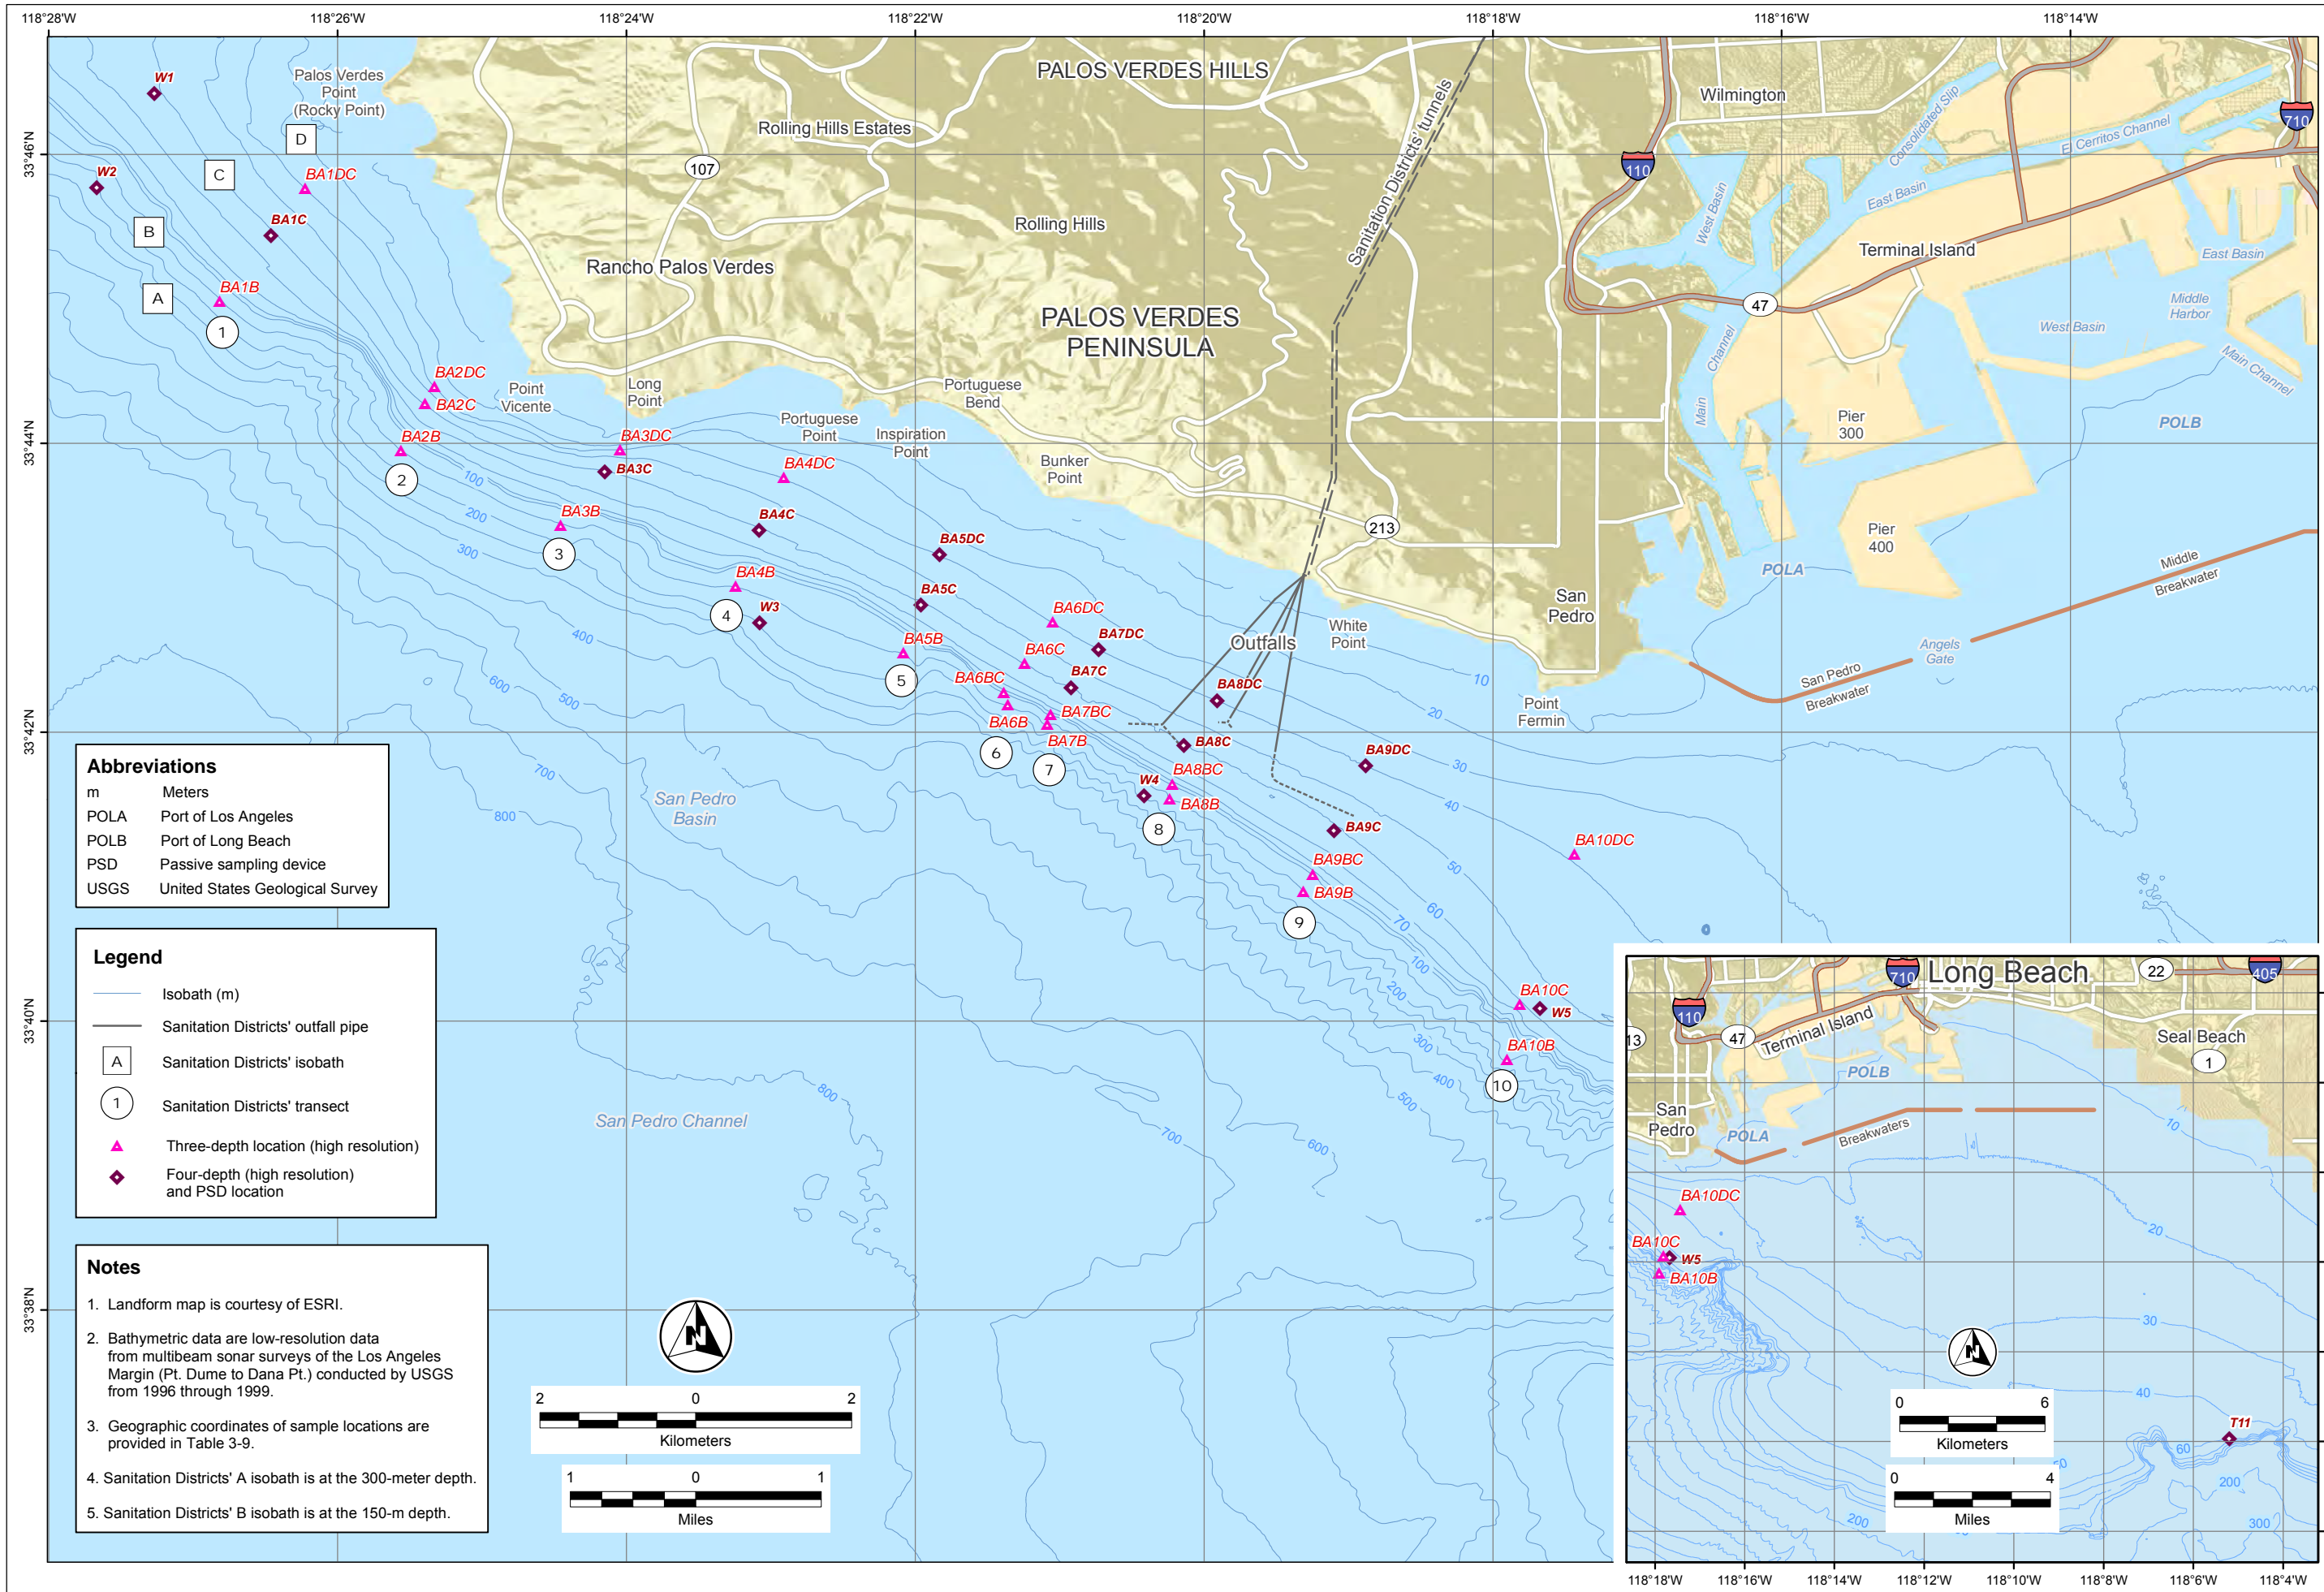 118°28'W
118°26'W
118°24'W
118°22'W
118°20'W
118°18'W
118°16'W
118°14'W
33°46'N
33°44'N
33°42'N
33°40'N
33°38'N
W1
Palos Verdes
Point
(Rocky Point)
PALOS VERDES HILLS
Wilmington
Consolidated Slip
710
Rolling Hills Estates
Sanitation Districts' tunnels
El Cerritos Channel
D
C
W2
BA1DC
107
110
East Basin
BA1C
B
Rolling Hills
West Basin
Terminal Island
East Basin
Rancho Palos Verdes
A
BA1B
1
PALOS VERDES
PENINSULA
47
Middle
Harbor
West Basin
Main Channel
Main
Channel
BA2DC
BA2C
Point
Vicente
Long
Point
Portuguese
Bend
Pier
300
POLB
BA2B
2
BA3DC
BA3C
Portuguese
Point
Inspiration
Point
BA4DC
Bunker
Point
100
200
300
BA3B
3
BA4C
BA5DC
213
Pier
400
BA4B
4
W3
BA5C
San
Pedro
POLA
Middle
Breakwater
400
BA5B
5
BA6DC
BA7DC
BA6C
BA7C
BA6BC
BA6B
6
BA7BC
BA7B
7
Outfalls
White
Point
10
Angels
Gate
San Pedro
Breakwater
600
500
BA8DC
20
Point
Fermin
BA8C
BA9DC
30
700
800
San Pedro
Basin
W4
BA8BC
BA8B
8
40
BA9C
BA10DC
50
BA9BC
BA9B
9
60
70
100
200
300
400
500
BA10C
W5
BA10B
10
800
San Pedro Channel
700
600
Abbreviations
m Meters
POLA Port of Los Angeles
POLB Port of Long Beach
PSD Passive sampling device
USGS United States Geological Survey
Legend
Isobath (m)
Sanitation Districts' outfall pipe
A Sanitation Districts' isobath
1 Sanitation Districts' transect
Three-depth location (high resolution)
Four-depth (high resolution)
and PSD location
Notes
1. Landform map is courtesy of ESRI.
2. Bathymetric data are low-resolution data
from multibeam sonar surveys of the Los Angeles
Margin (Pt. Dume to Dana Pt.) conducted by USGS
from 1996 through 1999.
3. Geographic coordinates of sample locations are
provided in Table 3-9.
4. Sanitation Districts' A isobath is at the 300-meter depth.
5. Sanitation Districts' B isobath is at the 150-m depth.
N
2 0 2
Kilometers
1 0 1
Miles
710
Long Beach
22
405
110
13
47
Terminal Island
Seal Beach
1
POLB
San
Pedro
POLA
Breakwaters
10
BA10DC
20
BA10C
W5
BA10B
30
N
40
0 6
Kilometers
T11
60
50
200
0 4
Miles
200
300
118°18'W
118°16'W
118°14'W
118°12'W
118°10'W
118°8'W
118°6'W
118°4'W